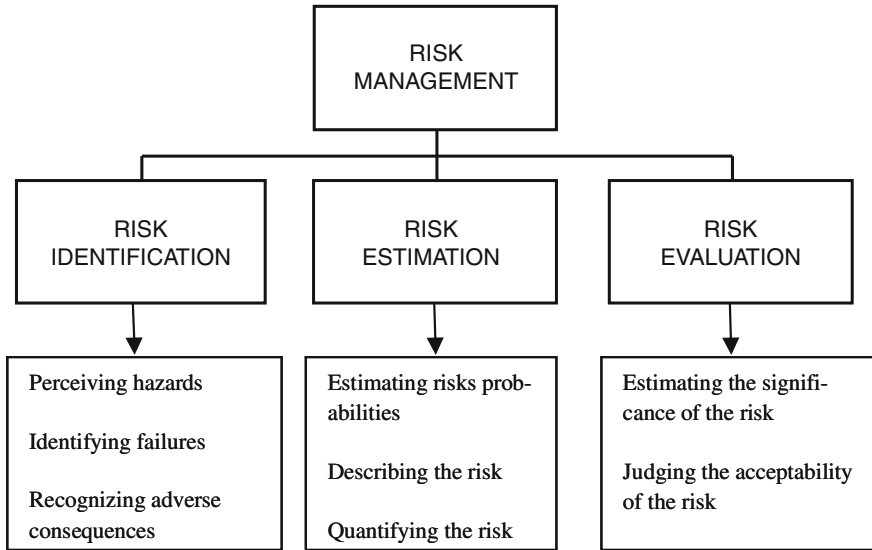 RISK
MANAGEMENT
RISK
IDENTIFICATION
RISK
ESTIMATION
RISK
EVALUATION
Perceiving hazards
Identifying failures
Recognizing adverse
consequences
Estimating risks prob-
abilities
Describing the risk
Quantifying the risk
Estimating the signifi-
cance of the risk
Judging the acceptability
of the risk